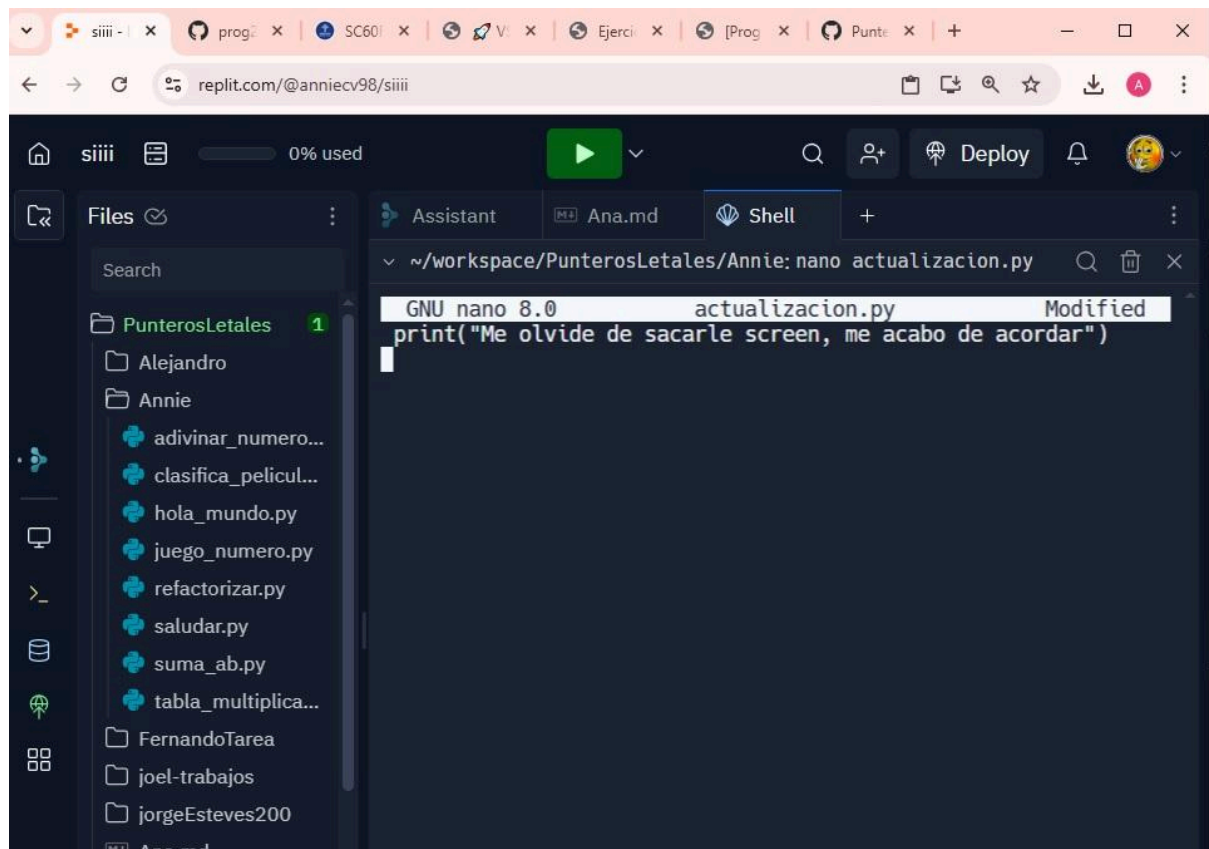 siiii -
prog2
SC60
V
Ejerci
[Prog
Punte
replit.com/@anniecv98/siiii
A
siiii
0% used
Deploy
Files
Assistant
Ana.md
Shell
Search
~/workspace/PunterosLetales/Annie: nano actualizacion.py
PunterosLetales 1
Alejandro
Annie
adivinar_numero...
clasifica_pelicul...
hola_mundo.py
juego_numero.py
refactorizar.py
saludar.py
suma_ab.py
tabla_multiplica...
FernandoTarea
joel-trabajos
jorgeEsteves200
Ana.md
GNU nano 8.0 actualizacion.py Modified
print("Me olvide de sacarle screen, me acabo de acordar")